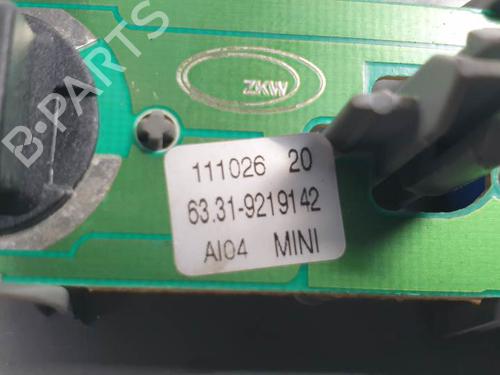 ZKW
B-PARTS
111026 20
63.31-9219142
AI04 MINI